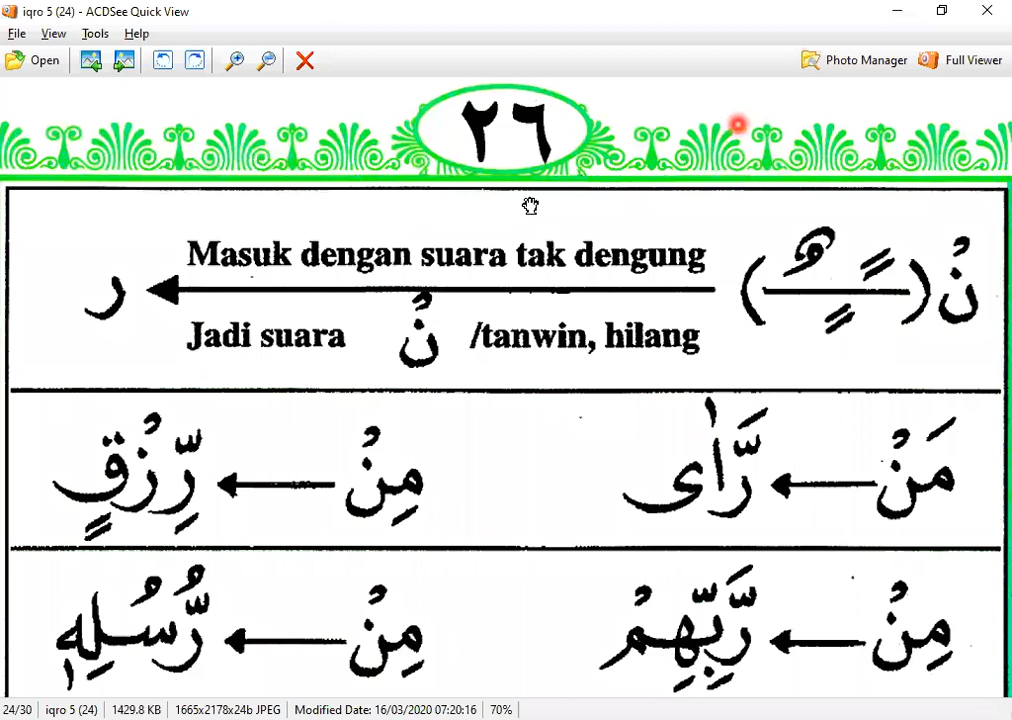 iqro 5 (24) - ACDSee Quick View
File View Tools Help
Open Photo Manager Full Viewer
٢٦
نْ (ـًـٍـٌ) Masuk dengan suara tak dengung ر
Jadi suara نْ /tanwin, hilang
مَنْ رَّاٰى مِنْ رِّزْقٍ
مِنْ رَّبِّهِمْ مِنْ رُّسُلِهٖ
24/30 iqro 5 (24) 1429.8 KB 1665x2178x24b JPEG Modified Date: 16/03/2020 07:20:16 70%